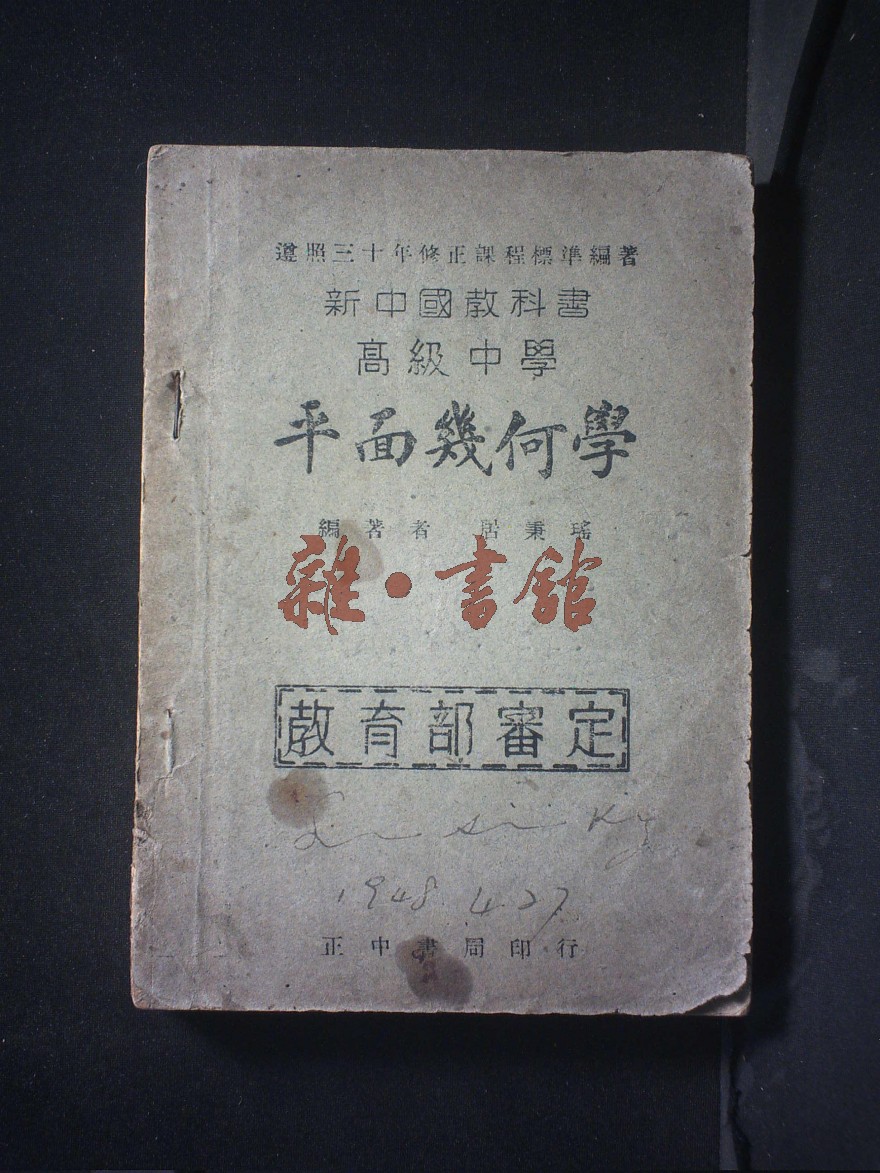 遵照三十年修正課程標準編著
新中國教科書
高級中學
平面幾何學
編著者 居秉瑤
雜·書館
教育部審定
1948. 4.27
正中書局印行